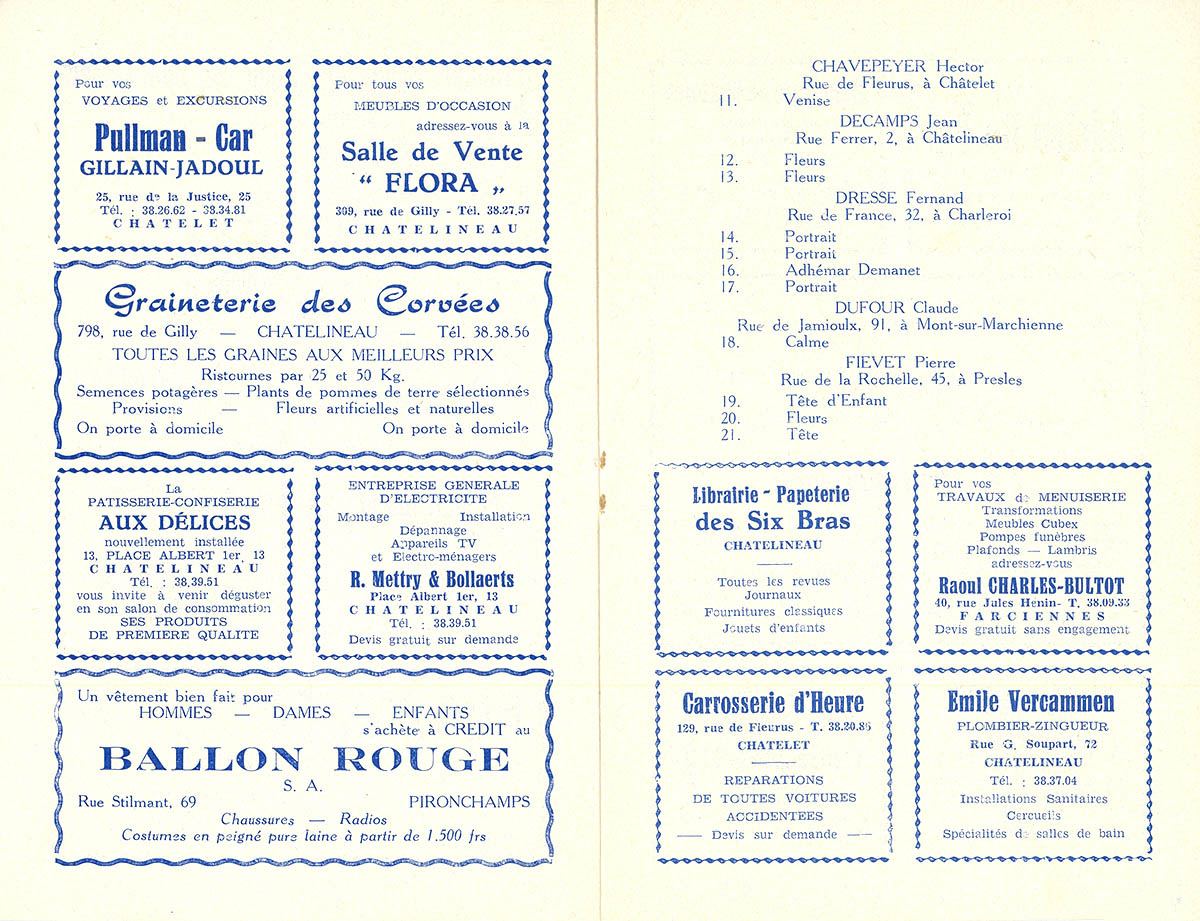 Pour vos
VOYAGES et EXCURSIONS
Pullman - Car
GILLAIN-JADOUL
25, rue de la Justice, 25
Tél. : 38.26.62 - 38.34.81
CHATELET
Pour tous vos
MEUBLES D'OCCASION
adressez-vous à la
Salle de Vente
“ FLORA „
309, rue de Gilly - Tél. 38.27.57
CHATELINEAU
Graineterie des Corvées
798, rue de Gilly — CHATELINEAU — Tél. 38.38.56
TOUTES LES GRAINES AUX MEILLEURS PRIX
Ristournes par 25 et 50 Kg.
Semences potagères — Plants de pommes de terre sélectionnés
Provisions — Fleurs artificielles et naturelles
On porte à domicile On porte à domicile
La
PATISSERIE-CONFISERIE
AUX DÉLICES
nouvellement installée
13, PLACE ALBERT 1er, 13
CHATELINEAU
Tél. : 38.39.51
vous invite à venir déguster
en son salon de consommation
SES PRODUITS
DE PREMIERE QUALITE
ENTREPRISE GENERALE
D'ELECTRICITE
Montage Installation
Dépannage
Appareils TV
et Electro-ménagers
R. Mettry & Bollaerts
Place Albert 1er, 13
CHATELINEAU
Tél. : 38.39.51
Devis gratuit sur demande
Un vêtement bien fait pour
HOMMES — DAMES — ENFANTS
s'achète à CREDIT au
BALLON ROUGE
S. A.
Rue Stilmant, 69 PIRONCHAMPS
Chaussures — Radios
Costumes en peigné pure laine à partir de 1.500 frs
CHAVEPEYER Hector
Rue de Fleurus, à Châtelet
11. Venise
DECAMPS Jean
Rue Ferrer, 2, à Châtelineau
12. Fleurs
13. Fleurs
DRESSE Fernand
Rue de France, 32, à Charleroi
14. Portrait
15. Portrait
16. Adhémar Demanet
17. Portrait
DUFOUR Claude
Rue de Jamioulx, 91, à Mont-sur-Marchienne
18. Calme
FIEVET Pierre
Rue de la Rochelle, 45, à Presles
19. Tête d'Enfant
20. Fleurs
21. Tête
Librairie - Papeterie
des Six Bras
CHATELINEAU
Toutes les revues
Journaux
Fournitures classiques
Jouets d'enfants
Pour vos
TRAVAUX de MENUISERIE
Transformations
Meubles Cubex
Pompes funèbres
Plafonds — Lambris
adressez-vous
Raoul CHARLES-BULTOT
40, rue Jules Henin- T. 38.09.33
FARCIENNES
Devis gratuit sans engagement
Carrosserie d'Heure
129, rue de Fleurus - T. 38.20.86
CHATELET
REPARATIONS
DE TOUTES VOITURES
ACCIDENTEES
— Devis sur demande —
Emile Vercammen
PLOMBIER-ZINGUEUR
Rue G. Soupart, 72
CHATELINEAU
Tél. : 38.37.04
Installations Sanitaires
Cercueils
Spécialités de salles de bain